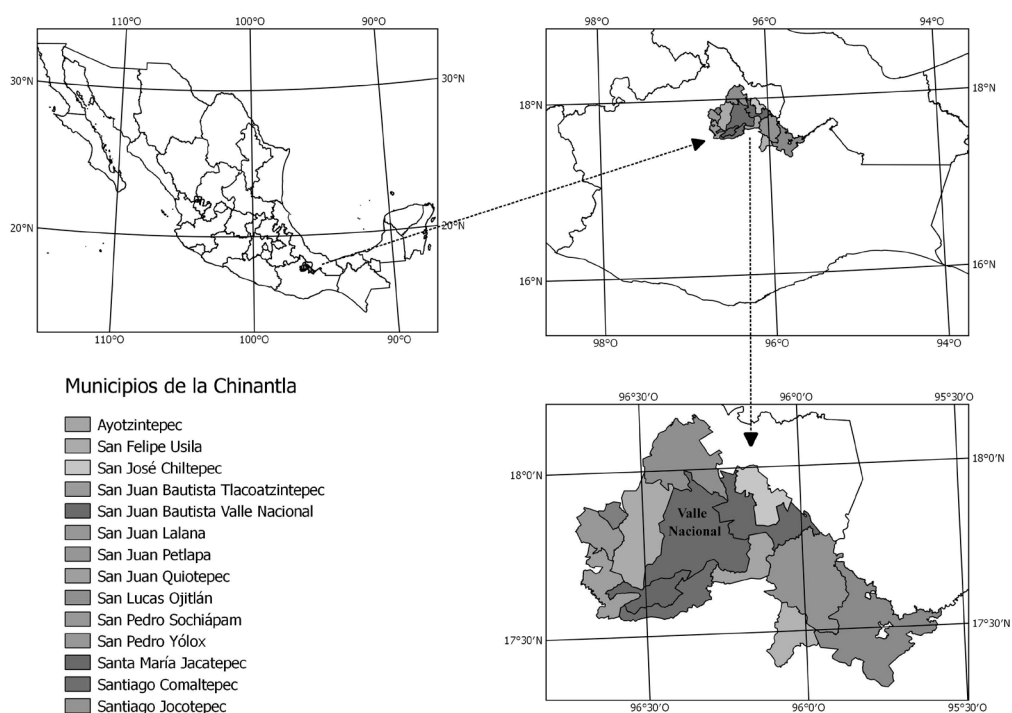 110°O 100°O 90°O
30°N 30°N
20°N 20°N
110°O 100°O 90°O
98°O 96°O 94°O
18°N 18°N
16°N 16°N
98°O 96°O 94°O
Municipios de la Chinantla
Ayotzintepec
San Felipe Usila
San José Chiltepec
San Juan Bautista Tlacoatzintepec
San Juan Bautista Valle Nacional
San Juan Lalana
San Juan Petlapa
San Juan Quiotepec
San Lucas Ojitlán
San Pedro Sochiápam
San Pedro Yólox
Santa María Jacatepec
Santiago Comaltepec
Santiago Jocotepec
96°30'O 96°0'O 95°30'O
18°0'N 18°0'N
Valle
Nacional
17°30'N 17°30'N
96°30'O 96°0'O 95°30'O